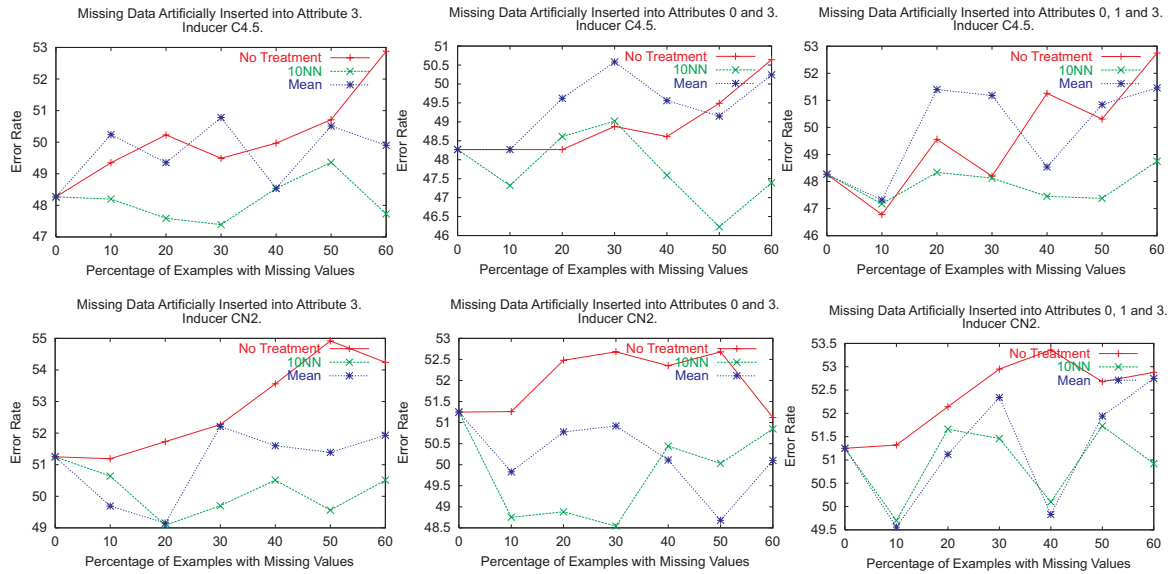 Missing Data Artificially Inserted into Attribute 3.
Inducer C4.5.
53
52
51
50
49
48
47
0 10 20 30 40 50 60
Error Rate
Percentage of Examples with Missing Values
No Treatment
10NN
Mean
Missing Data Artificially Inserted into Attributes 0 and 3.
Inducer C4.5.
51
50.5
50
49.5
49
48.5
48
47.5
47
46.5
46
0 10 20 30 40 50 60
Error Rate
Percentage of Examples with Missing Values
No Treatment
10NN
Mean
Missing Data Artificially Inserted into Attributes 0, 1 and 3.
Inducer C4.5.
53
52
51
50
49
48
47
46
0 10 20 30 40 50 60
Error Rate
Percentage of Examples with Missing Values
No Treatment
10NN
Mean
Missing Data Artificially Inserted into Attribute 3.
Inducer CN2.
55
54
53
52
51
50
49
0 10 20 30 40 50 60
Error Rate
Percentage of Examples with Missing Values
No Treatment
10NN
Mean
Missing Data Artificially Inserted into Attributes 0 and 3.
Inducer CN2.
53
52.5
52
51.5
51
50.5
50
49.5
49
48.5
0 10 20 30 40 50 60
Error Rate
Percentage of Examples with Missing Values
No Treatment
10NN
Mean
Missing Data Artificially Inserted into Attributes 0, 1 and 3.
Inducer CN2.
53.5
53
52.5
52
51.5
51
50.5
50
49.5
0 10 20 30 40 50 60
Error Rate
Percentage of Examples with Missing Values
No Treatment
10NN
Mean